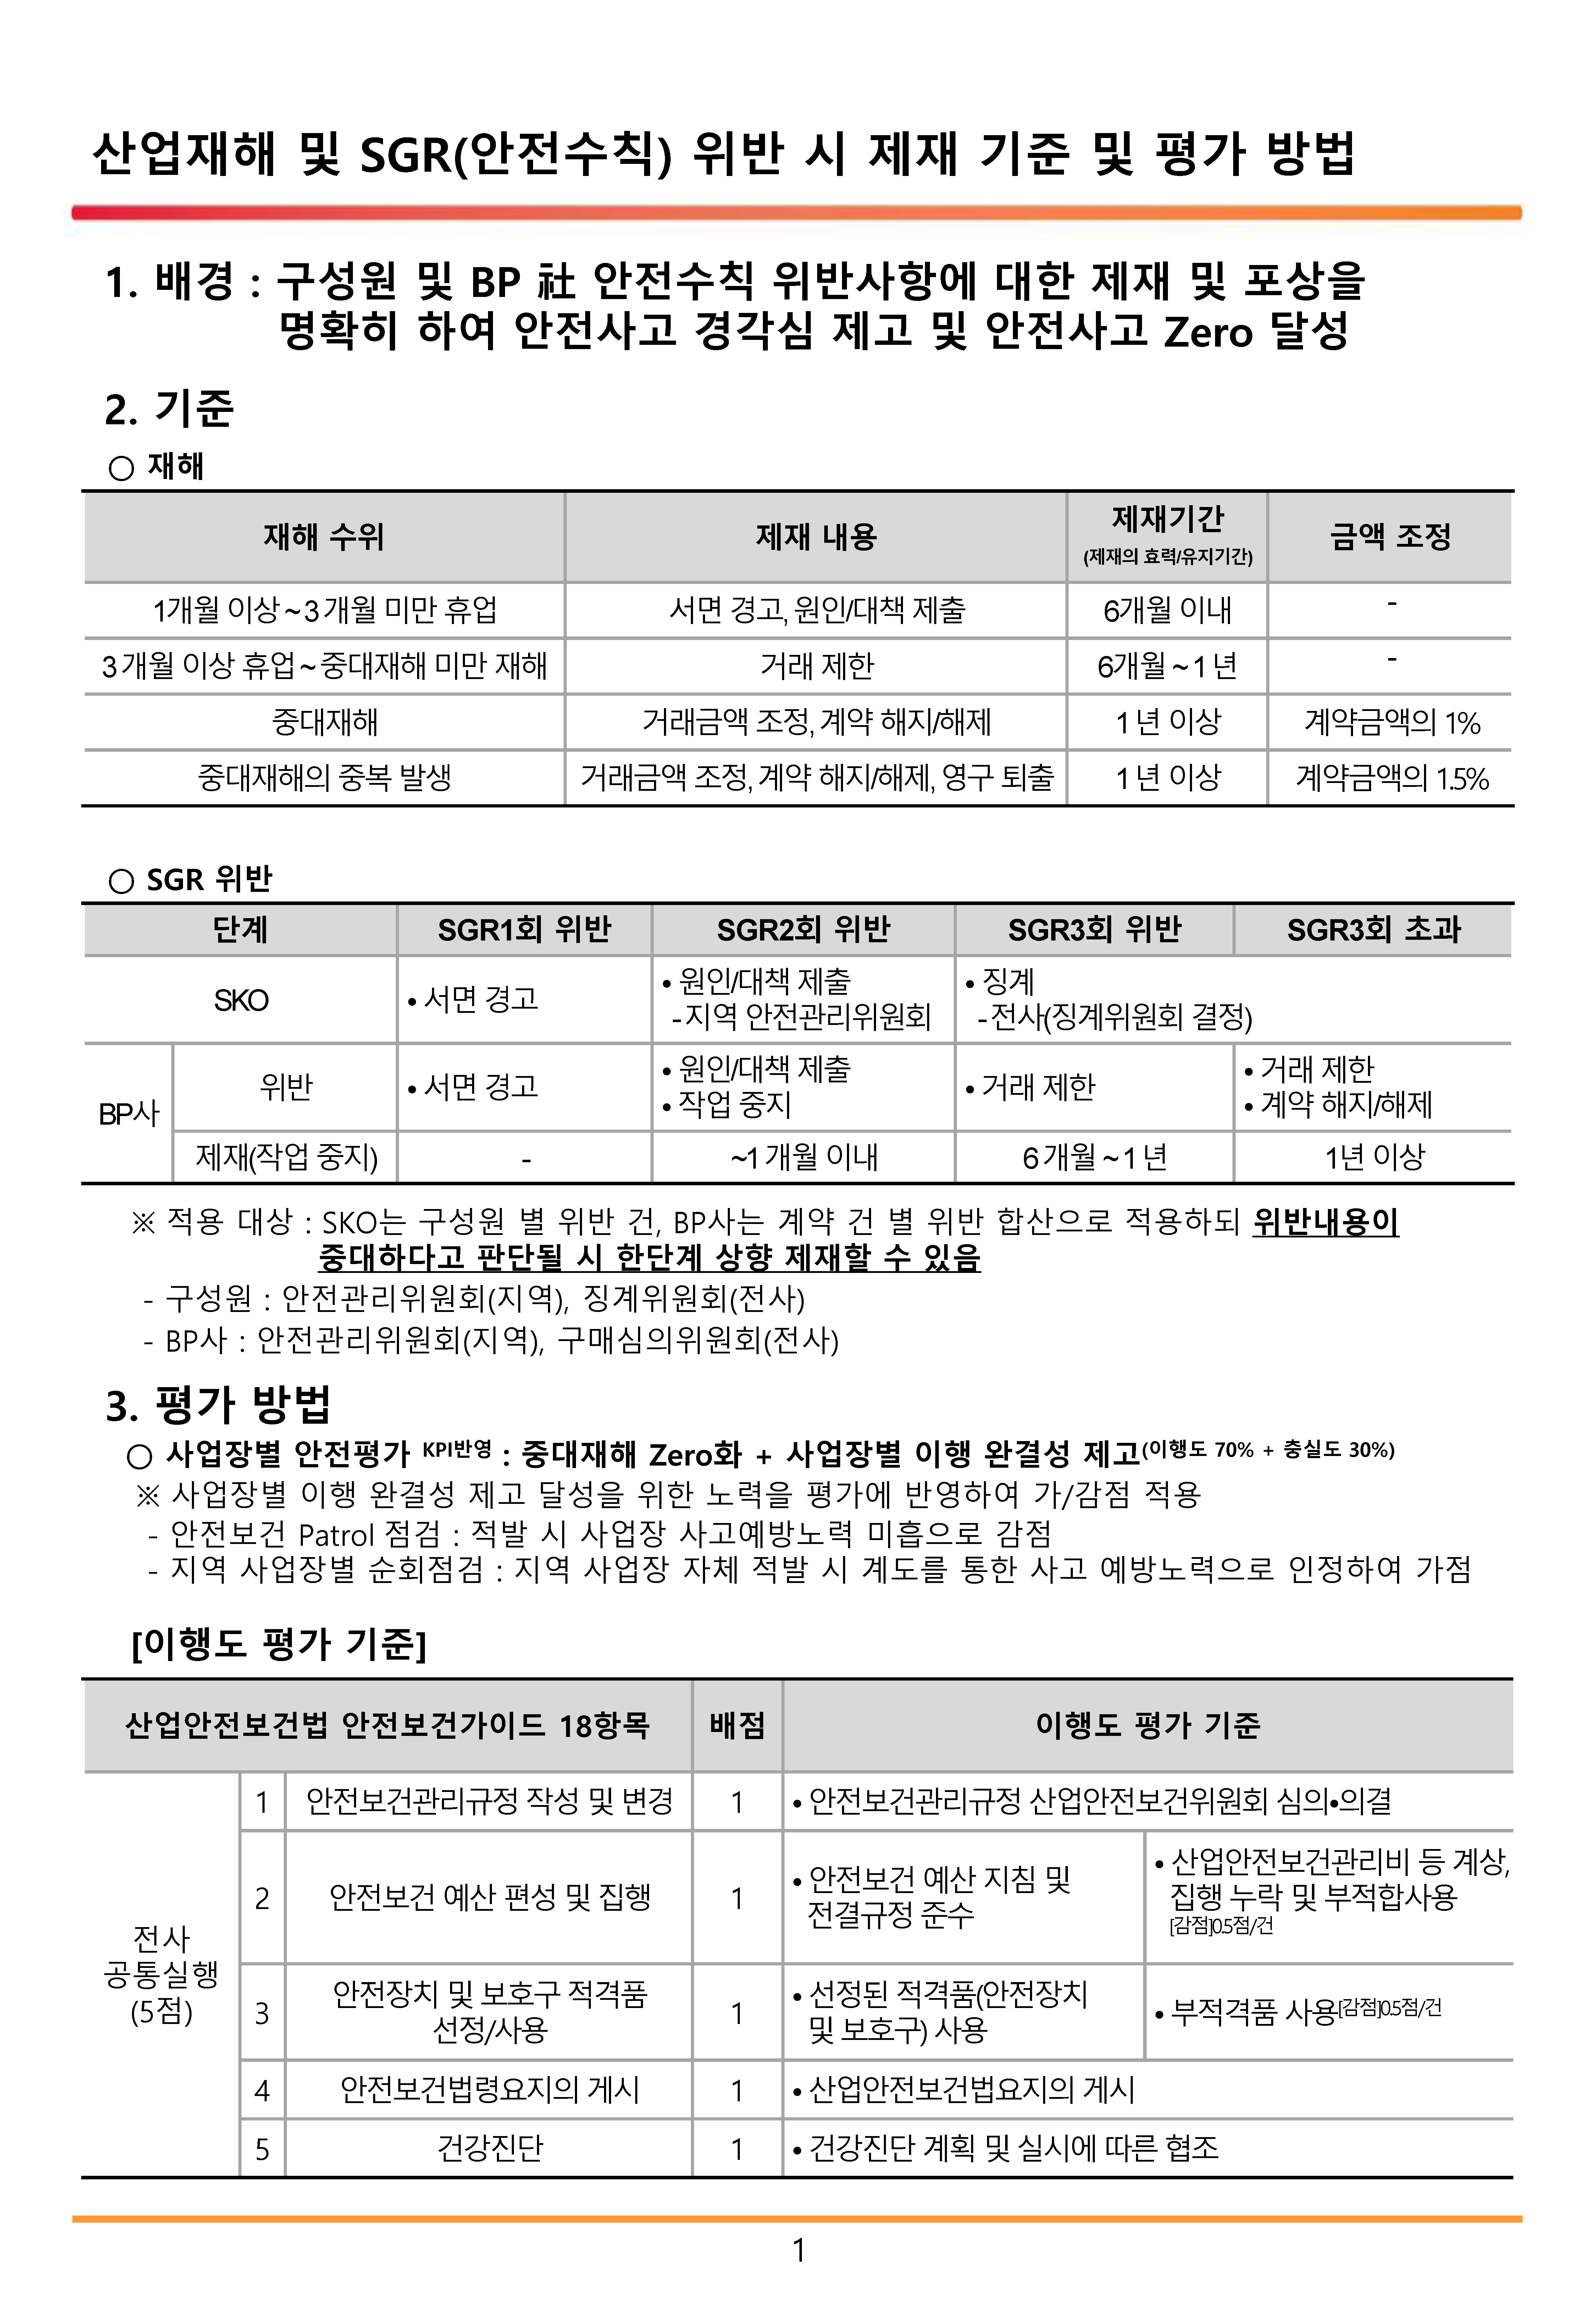 산업재해 및 SGR(안전수칙) 위반 시 제재 기준 및 평가 방법
1. 배경 : 구성원 및 BP 社 안전수칙 위반사항에 대한 제재 및 포상을
명확히 하여 안전사고 경각심 제고 및 안전사고 Zero 달성
2. 기준
○ 재해
재해 수위 제재 내용 제재기간 금액 조정
(제재의 효력/유지기간)
1개월 이상~3개월 미만 휴업 서면 경고, 원인/대책 제출 6개월 이내 -
3개월 이상 휴업~중대재해 미만 재해 거래 제한 6개월~1년 -
중대재해 거래금액 조정, 계약 해지/해제 1년 이상 계약금액의 1%
중대재해의 중복 발생 거래금액 조정, 계약 해지/해제, 영구 퇴출 1년 이상 계약금액의 1.5%
○ SGR 위반
단계 SGR1회 위반 SGR2회 위반 SGR3회 위반 SGR3회 초과
SKO • 서면 경고 • 원인/대책 제출 • 징계
-지역 안전관리위원회 -전사(징계위원회 결정)
BP사 위반 • 서면 경고 • 원인/대책 제출 • 거래 제한 • 거래 제한
• 작업 중지 • 계약 해지/해제
제재(작업 중지) - ~1개월 이내 6개월~1년 1년 이상
※ 적용 대상 : SKO는 구성원 별 위반 건, BP사는 계약 건 별 위반 합산으로 적용하되 위반내용이
중대하다고 판단될 시 한단계 상향 제재할 수 있음
- 구성원 : 안전관리위원회(지역), 징계위원회(전사)
- BP사 : 안전관리위원회(지역), 구매심의위원회(전사)
3. 평가 방법
○ 사업장별 안전평가 KPI반영 : 중대재해 Zero화 + 사업장별 이행 완결성 제고(이행도 70% + 충실도 30%)
※ 사업장별 이행 완결성 제고 달성을 위한 노력을 평가에 반영하여 가/감점 적용
- 안전보건 Patrol 점검 : 적발 시 사업장 사고예방노력 미흡으로 감점
- 지역 사업장별 순회점검 : 지역 사업장 자체 적발 시 계도를 통한 사고 예방노력으로 인정하여 가점
[이행도 평가 기준]
산업안전보건법 안전보건가이드 18항목 배점 이행도 평가 기준
전사
공통실행
(5점)
1 안전보건관리규정 작성 및 변경 1 • 안전보건관리규정 산업안전보건위원회 심의•의결
2 안전보건 예산 편성 및 집행 1 • 안전보건 예산 지침 및
전결규정 준수
• 산업안전보건관리비 등 계상,
집행 누락 및 부적합사용
[감점]0.5점/건
3 안전장치 및 보호구 적격품
선정/사용
1 • 선정된 적격품(안전장치
및 보호구) 사용
• 부적격품 사용[감점]0.5점/건
4 안전보건법령요지의 게시 1 • 산업안전보건법요지의 게시
5 건강진단 1 • 건강진단 계획 및 실시에 따른 협조
1